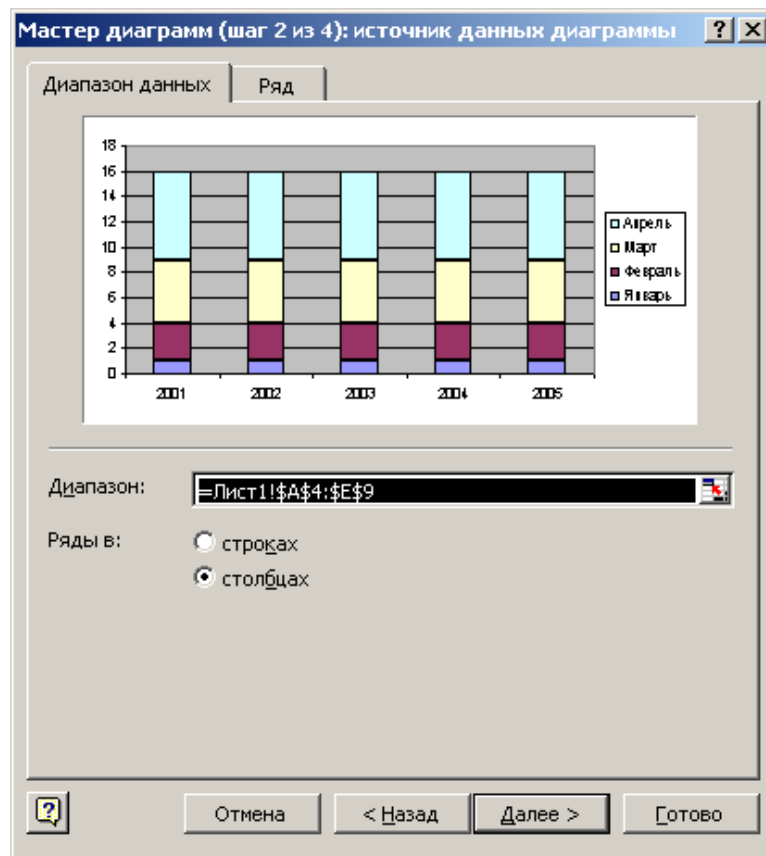 Мастер диаграмм (шаг 2 из 4): источник данных диаграммы
Диапазон данных Ряд
18
16
14
12
10
8
6
4
2
0
2001 2002 2003 2004 2005
Апрель
Март
Февраль
Январь
Диапазон: =Лист1!$A$4:$E$9
Ряды в: строках
столбцах
Отмена < Назад Далее > Готово